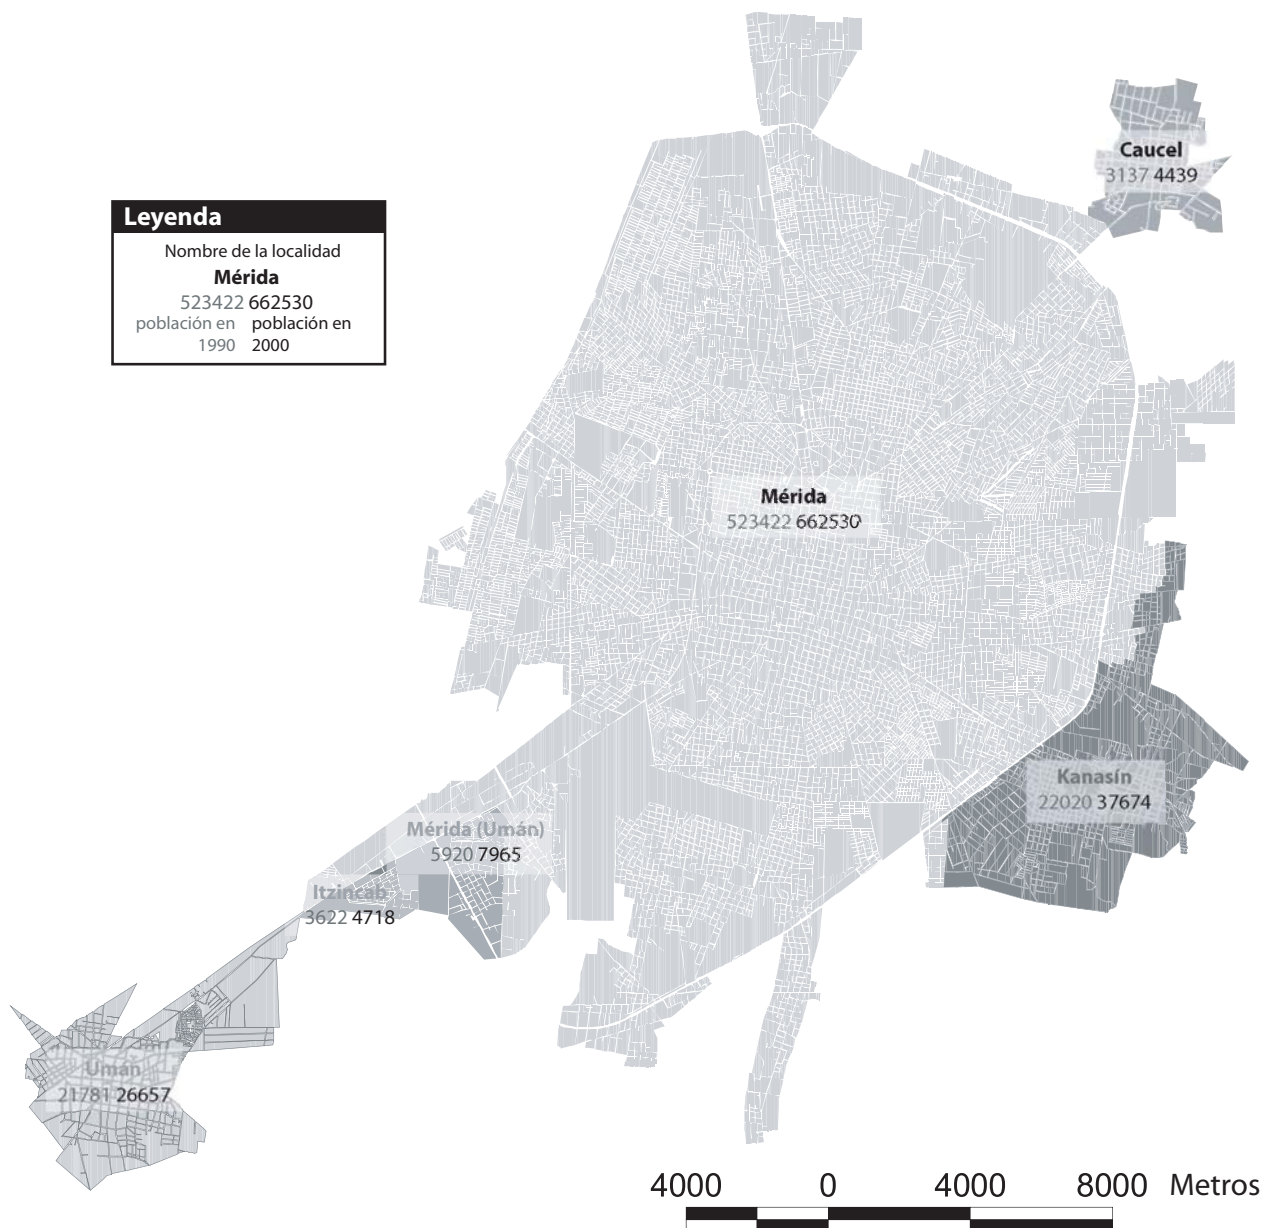 Caucel
3137 4439
Leyenda
Nombre de la localidad
Mérida
523422 662530
población en población en
1990 2000
Mérida
523422 662530
Kanasín
22020 37674
Mérida (Umán)
5920 7965
Itzincab
3622 4718
Umán
21781 26657
4000 0 4000 8000 Metros